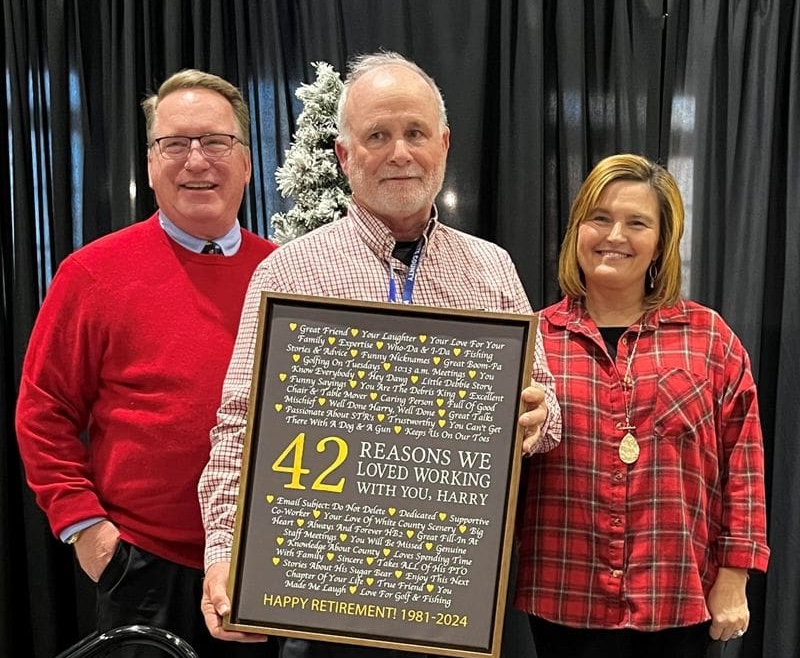 COUNTY
♥ Great Friend ♥ Your Laughter ♥ Your Love For Your
Family ♥ Expertise ♥ Who-Da & I-Da ♥ Fishing
Stories & Advice ♥ Funny Nicknames ♥ Great Boom-Pa
♥ Golfing On Tuesdays ♥ 10:13 a.m. Meetings ♥ You
Know Everybody ♥ Hey Dawg ♥ Little Debbie Story
♥ Funny Sayings ♥ You Are The Debris King ♥ Excellent
Chair & Table Mover ♥ Caring Person ♥ Full Of Good
Mischief ♥ Well Done Harry, Well Done ♥ Great Talks
♥ Passionate About STR's ♥ Trustworthy ♥ You Can't Get
There With A Dog & A Gun ♥ Keeps Us On Our Toes
42 REASONS WE
LOVED WORKING
WITH YOU, HARRY
♥ Email Subject: Do Not Delete ♥ Dedicated ♥ Supportive
Co-Worker ♥ Your Love Of White County Scenery ♥ Big
Heart ♥ Always And Forever HB2 ♥ Great Fill-In At
Staff Meetings ♥ You Will Be Missed ♥ Genuine
♥ Knowledge About County ♥ Loves Spending Time
With Family ♥ Sincere ♥ Takes ALL Of His PTO
♥ Stories About His Sugar Bear ♥ Enjoy This Next
Chapter Of Your Life ♥ True Friend ♥ You
Made Me Laugh ♥ Love For Golf & Fishing
HAPPY RETIREMENT! 1981-2024